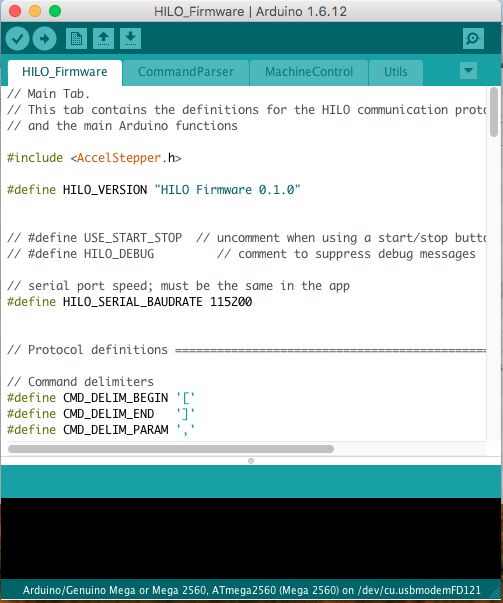 HILO_Firmware | Arduino 1.6.12
HILO_Firmware CommandParser MachineControl Utils
// Main Tab.
// This tab contains the definitions for the HILO communication proto
// and the main Arduino functions
#include <AccelStepper.h>
#define HILO_VERSION "HILO Firmware 0.1.0"
// #define USE_START_STOP // uncomment when using a start/stop butto
// #define HILO_DEBUG // comment to suppress debug messages
// serial port speed; must be the same in the app
#define HILO_SERIAL_BAUDRATE 115200
// Protocol definitions =============================================
// Command delimiters
#define CMD_DELIM_BEGIN '['
#define CMD_DELIM_END ']'
#define CMD_DELIM_PARAM ','
Arduino/Genuino Mega or Mega 2560, ATmega2560 (Mega 2560) on /dev/cu.usbmodemFD121